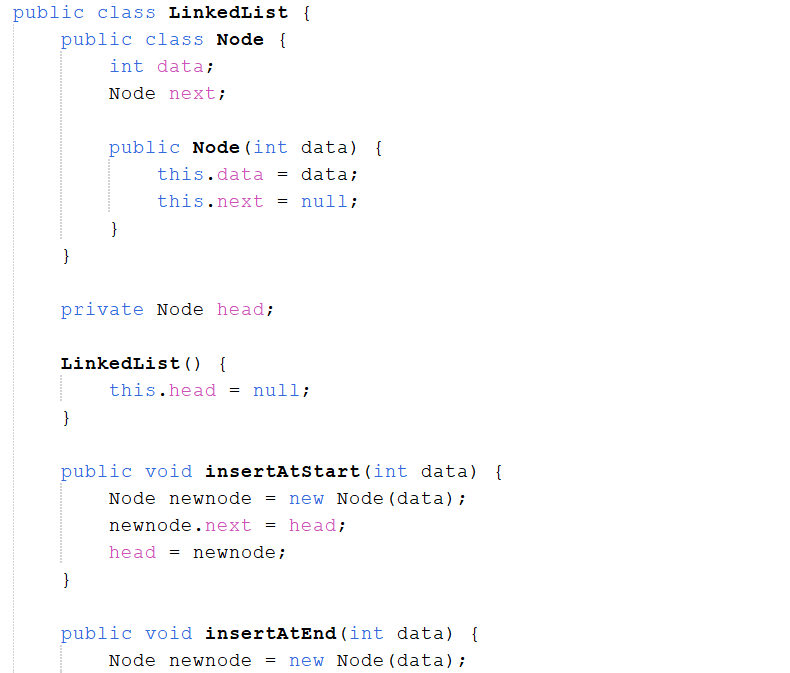 public class LinkedList {
    public class Node {
        int data;
        Node next;

        public Node(int data) {
            this.data = data;
            this.next = null;
        }
    }

    private Node head;

    LinkedList() {
        this.head = null;
    }

    public void insertAtStart(int data) {
        Node newnode = new Node(data);
        newnode.next = head;
        head = newnode;
    }

    public void insertAtEnd(int data) {
        Node newnode = new Node(data);